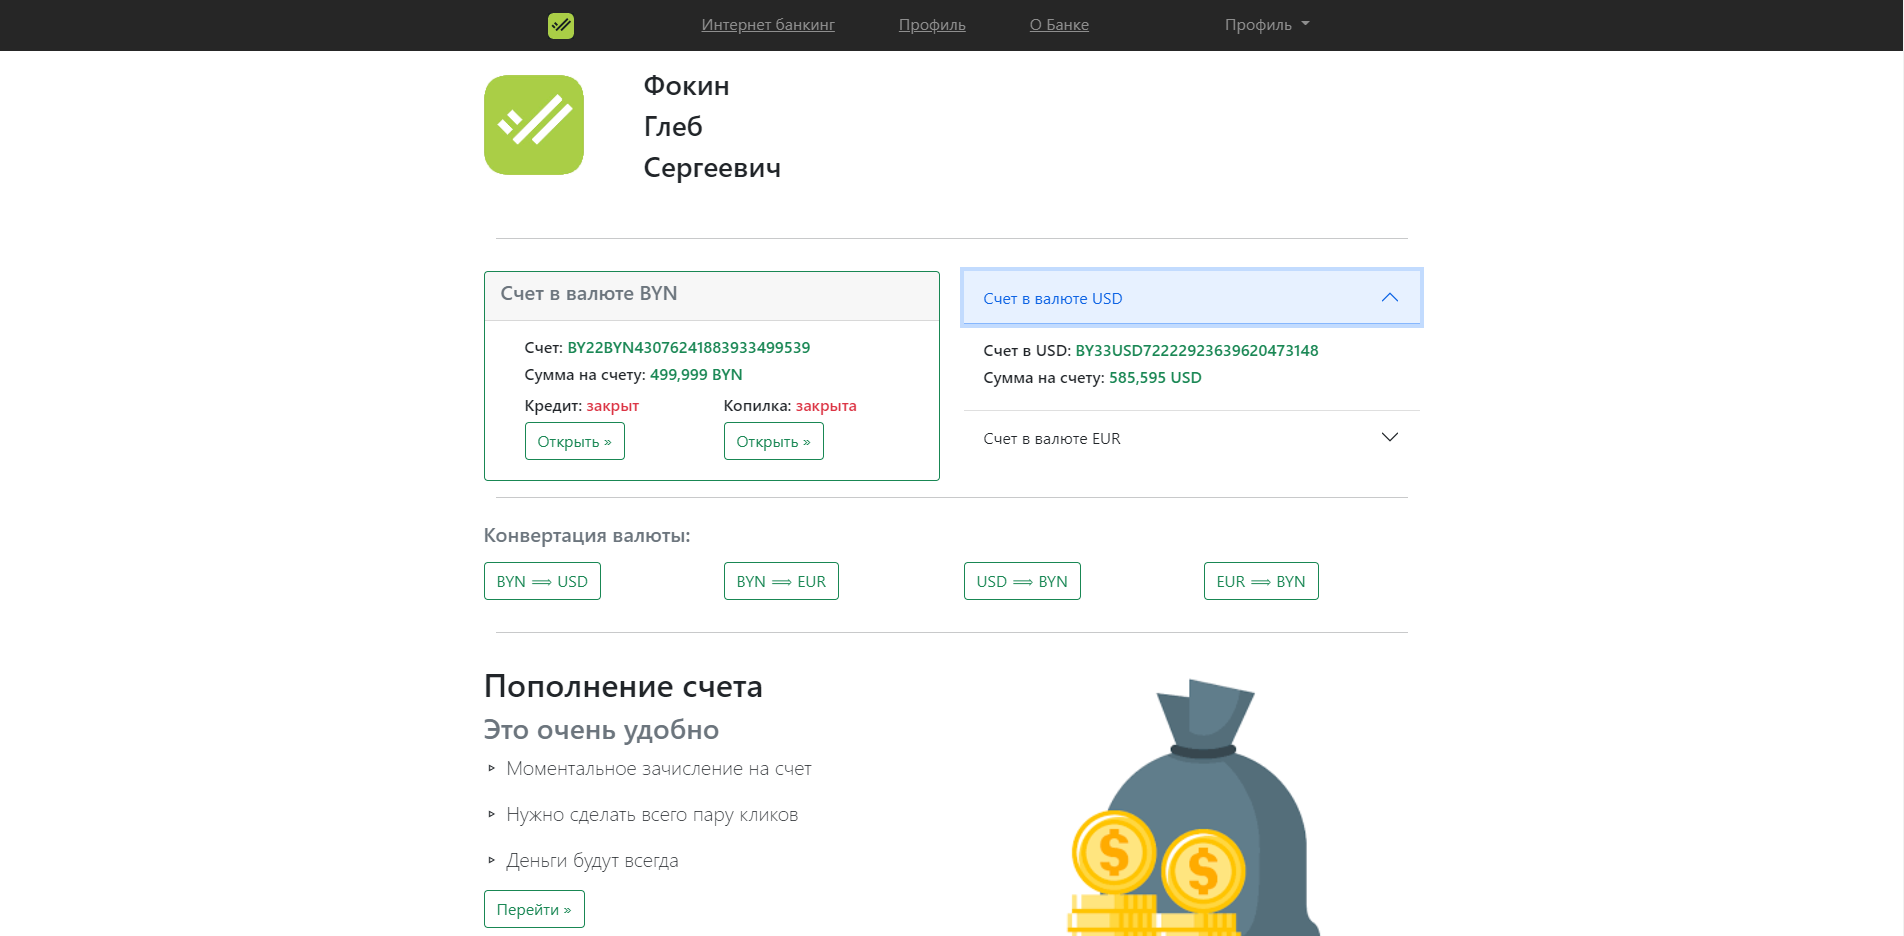 Интернет банкинг Профиль О Банке Профиль
Фокин
Глеб
Сергеевич
Счет в валюте BYN
Счет: BY22BYN43076241883933499539
Сумма на счету: 499,999 BYN
Кредит: закрыт Копилка: закрыта
Открыть » Открыть »
Счет в валюте USD
Счет в USD: BY33USD72222923639620473148
Сумма на счету: 585,595 USD
Счет в валюте EUR
Конвертация валюты:
BYN ⟹ USD BYN ⟹ EUR USD ⟹ BYN EUR ⟹ BYN
Пополнение счета
Это очень удобно
Моментальное зачисление на счет
Нужно сделать всего пару кликов
Деньги будут всегда
Перейти »
$ $